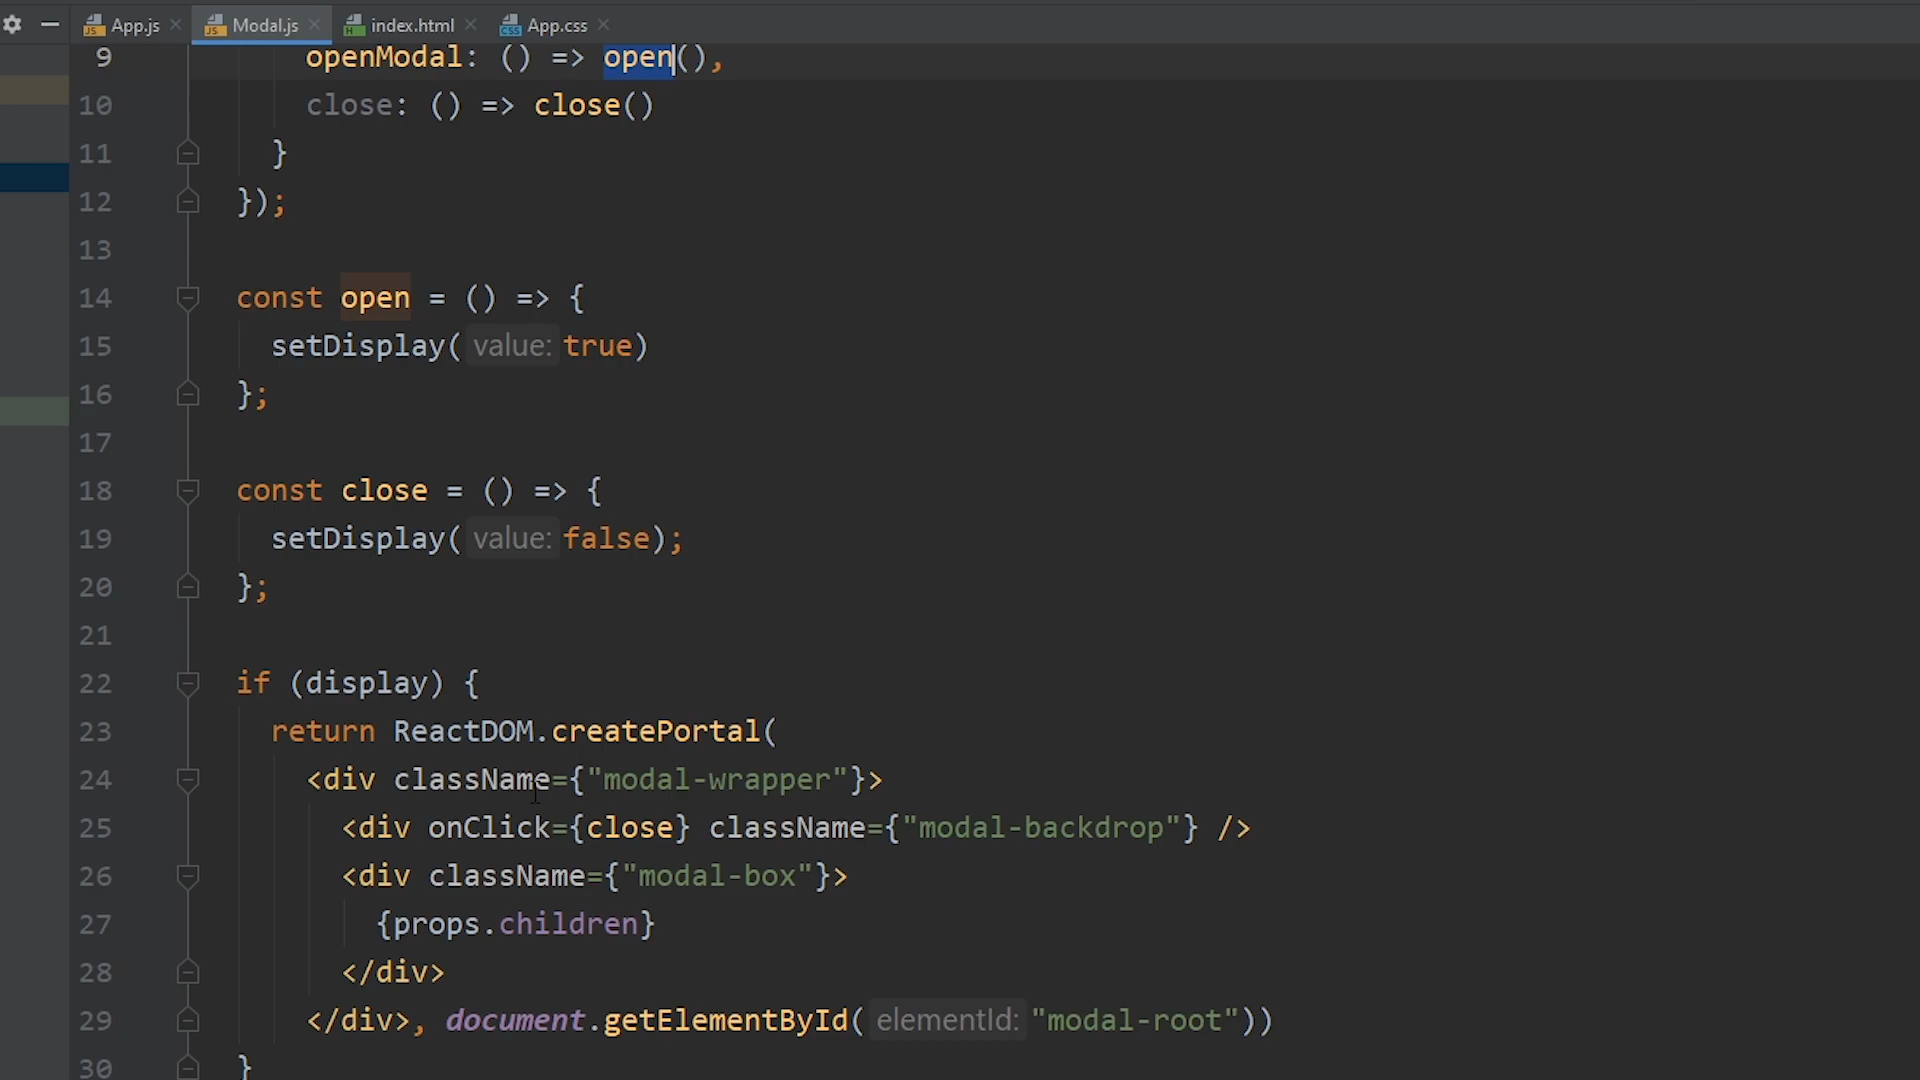 App.js Modal.js index.html App.css
9 openModal: () => open(),
10 close: () => close()
11 }
12 });
13
14 const open = () => {
15 setDisplay( value: true)
16 };
17
18 const close = () => {
19 setDisplay( value: false);
20 };
21
22 if (display) {
23 return ReactDOM.createPortal(
24 <div className={"modal-wrapper"}>
25 <div onClick={close} className={"modal-backdrop"} />
26 <div className={"modal-box"}>
27 {props.children}
28 </div>
29 </div>, document.getElementById( elementId: "modal-root"))
30 }